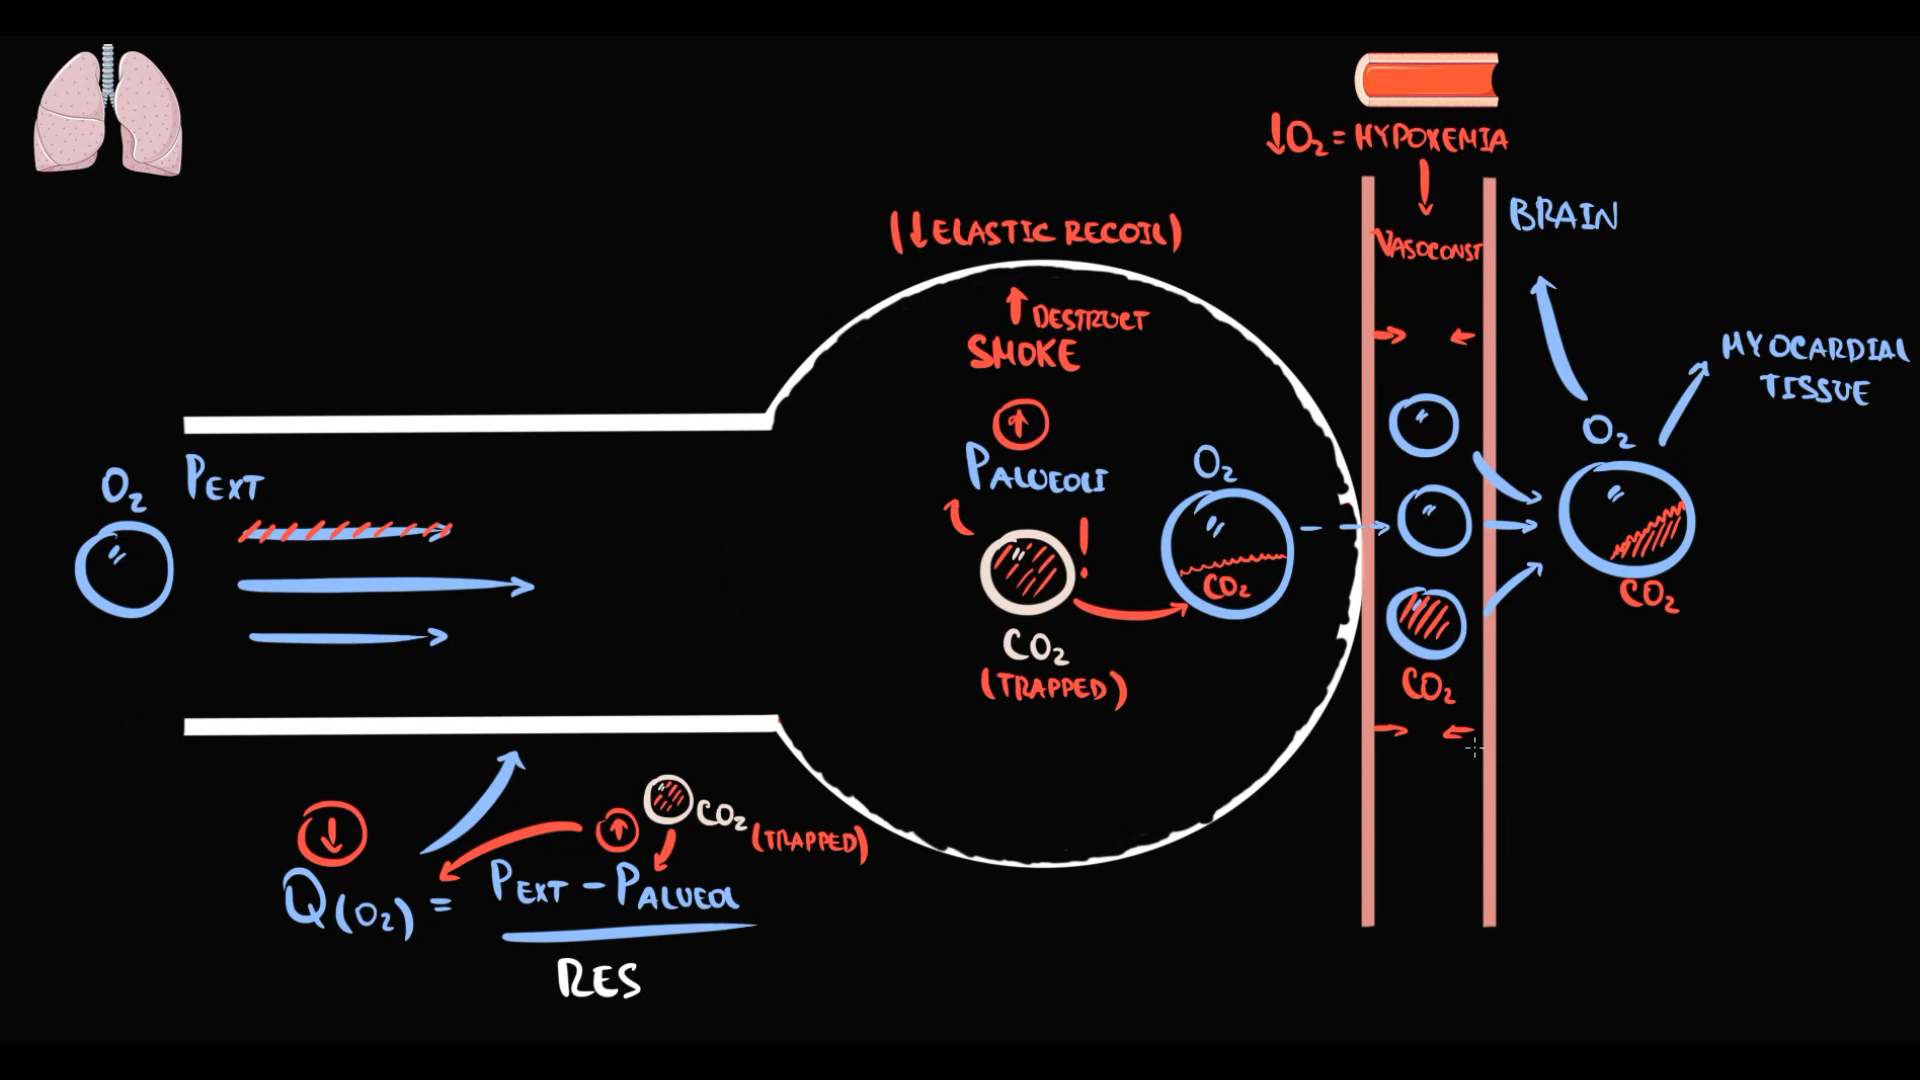 ↓O₂ = HYPOXEMIA
VASOCONST
BRAIN
MYOCARDIAL
TISSUE
(↓ELASTIC RECOIL)
↑ DESTRUCT
SMOKE
↑
PALVEOLI
O₂
PEXT
O₂
O₂
!
CO₂
CO₂
(TRAPPED)
CO₂
CO₂
↓
↑
CO₂ (TRAPPED)
Q(O₂) = PEXT - PALVEOL
RES